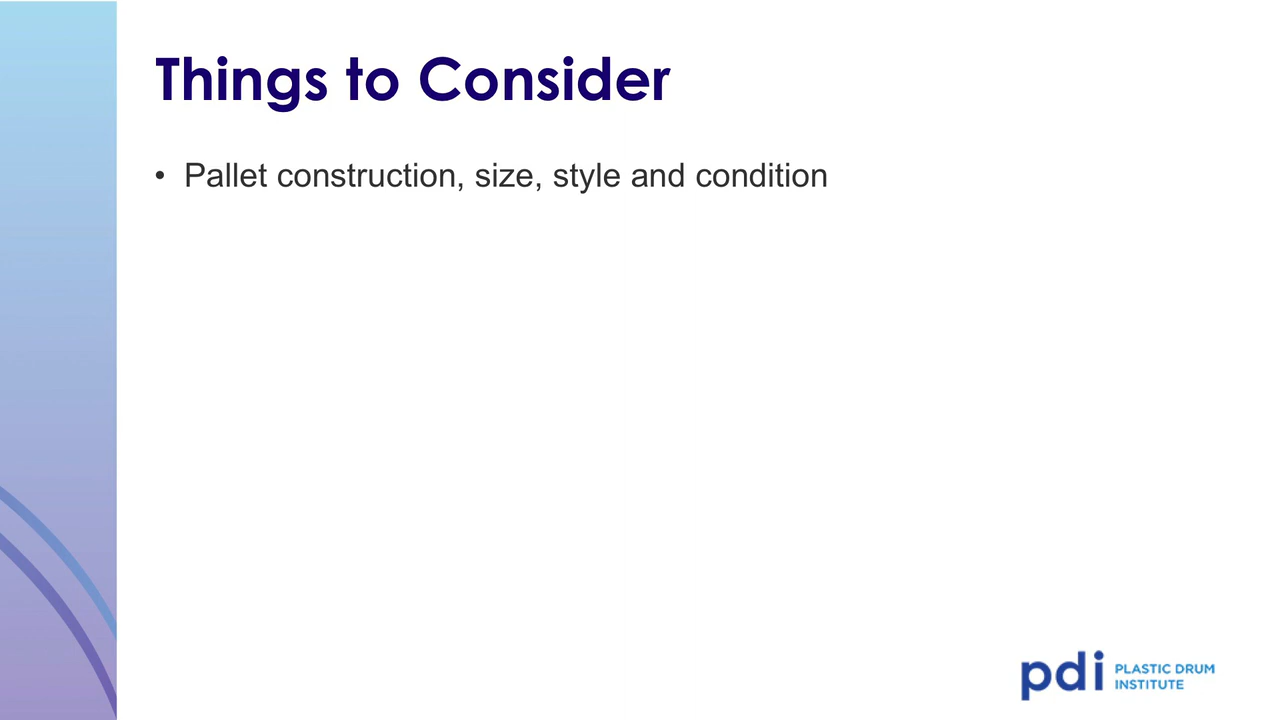 Things to Consider
• Pallet construction, size, style and condition
pdi
PLASTIC DRUM
INSTITUTE